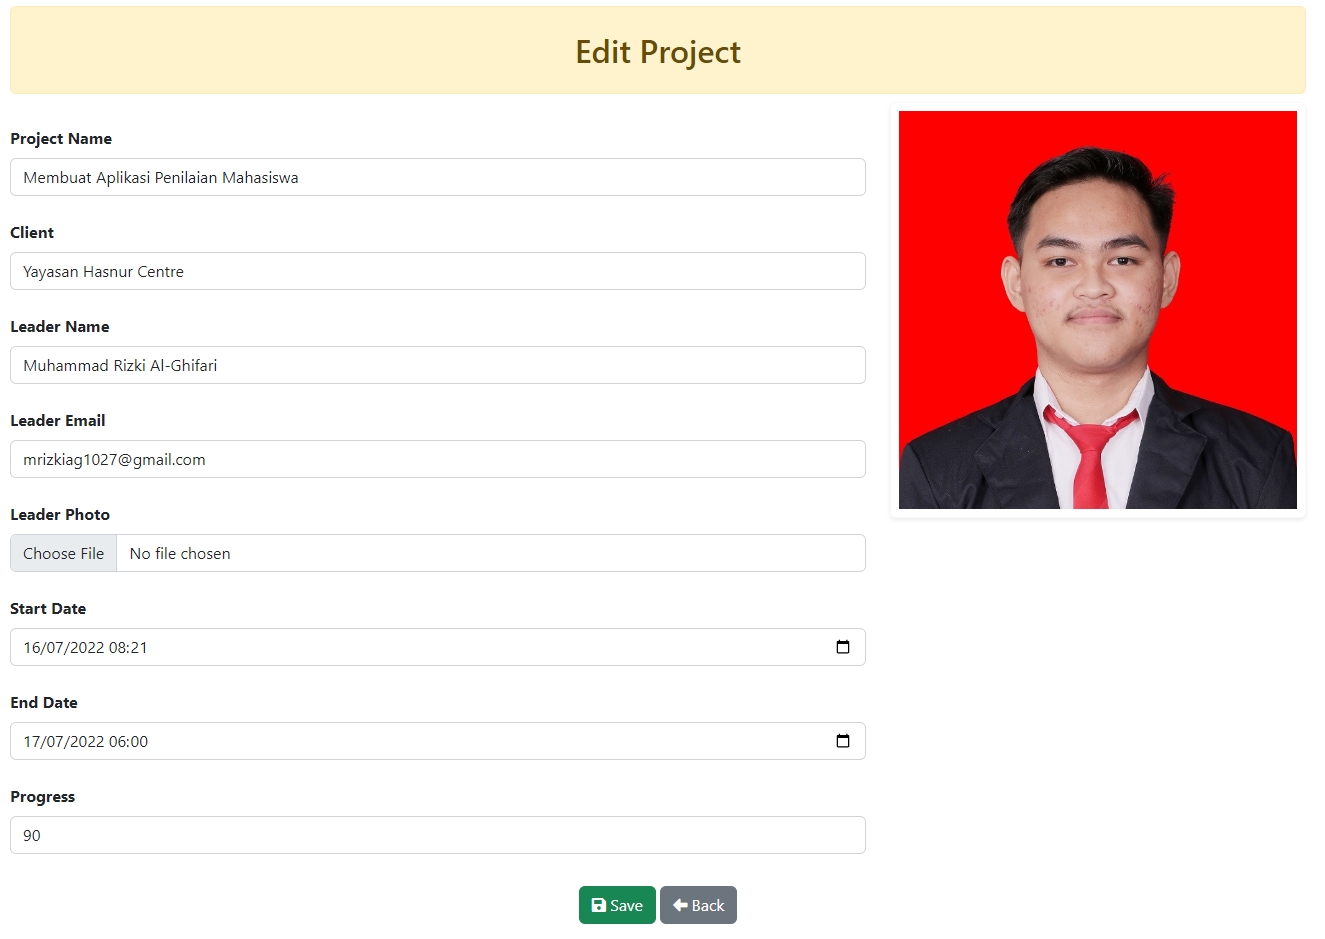 Edit Project
Project Name
Membuat Aplikasi Penilaian Mahasiswa
Client
Yayasan Hasnur Centre
Leader Name
Muhammad Rizki Al-Ghifari
Leader Email
mrizkiag1027@gmail.com
Leader Photo
Choose File No file chosen
Start Date
16/07/2022 08:21
End Date
17/07/2022 06:00
Progress
90
Save Back